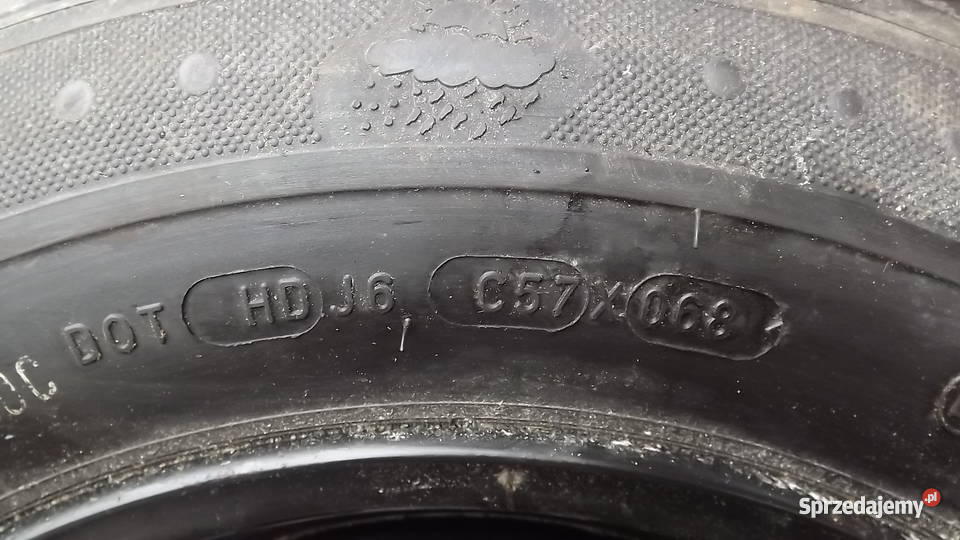 DOT HD J6 C57X 068
Sprzedajemy.pl